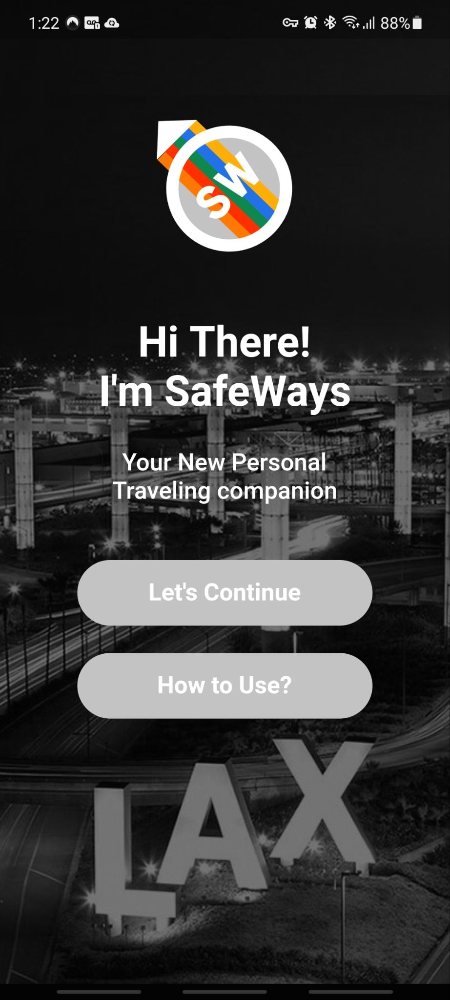 1:22
88%
SW
Hi There!
I'm SafeWays
Your New Personal
Traveling companion
Let's Continue
How to Use?
LAX